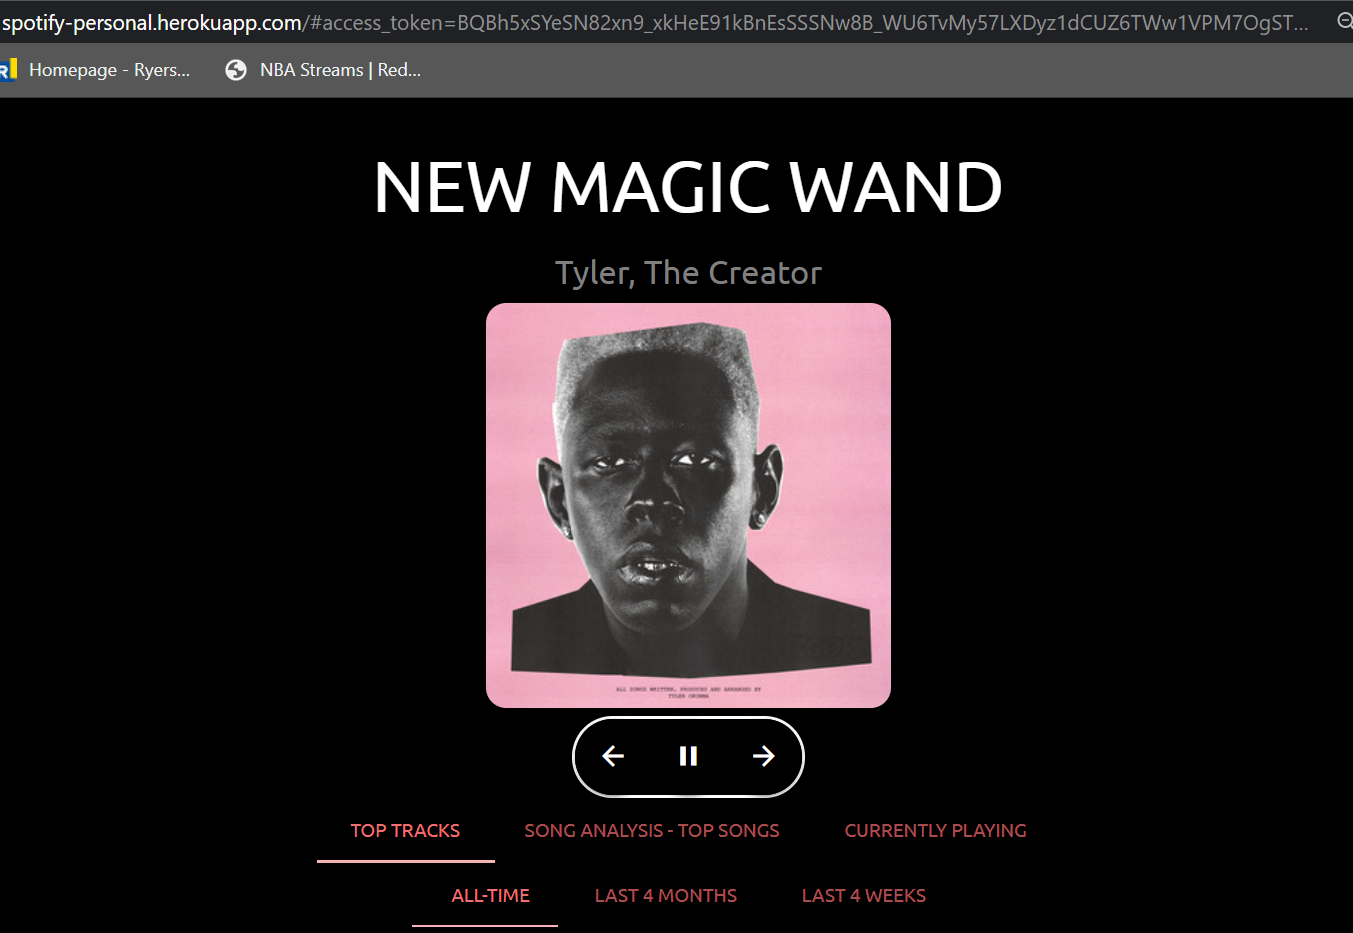 spotify-personal.herokuapp.com/#access_token=BQBh5xSYeSN82xn9_xkHeE91kBnEsSSSNw8B_WU6TvMy57LXDyz1dCUZ6TWw1VPM7OgST...
R Homepage - Ryers... NBA Streams | Red...
NEW MAGIC WAND
Tyler, The Creator
ALL SONGS WRITTEN, PRODUCED AND ARRANGED BY
TYLER OKONMA
TOP TRACKS SONG ANALYSIS - TOP SONGS CURRENTLY PLAYING
ALL-TIME LAST 4 MONTHS LAST 4 WEEKS